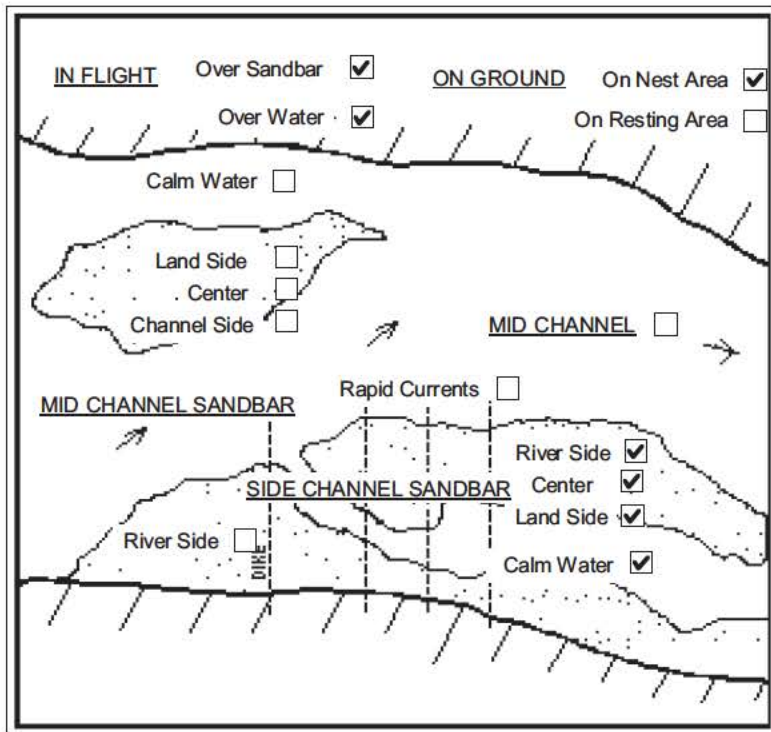 IN FLIGHT
Over Sandbar
ON GROUND
On Nest Area
Over Water
On Resting Area
Calm Water
Land Side
Center
Channel Side
MID CHANNEL
Rapid Currents
MID CHANNEL SANDBAR
River Side
SIDE CHANNEL SANDBAR
Center
Land Side
River Side
DIKE
Calm Water